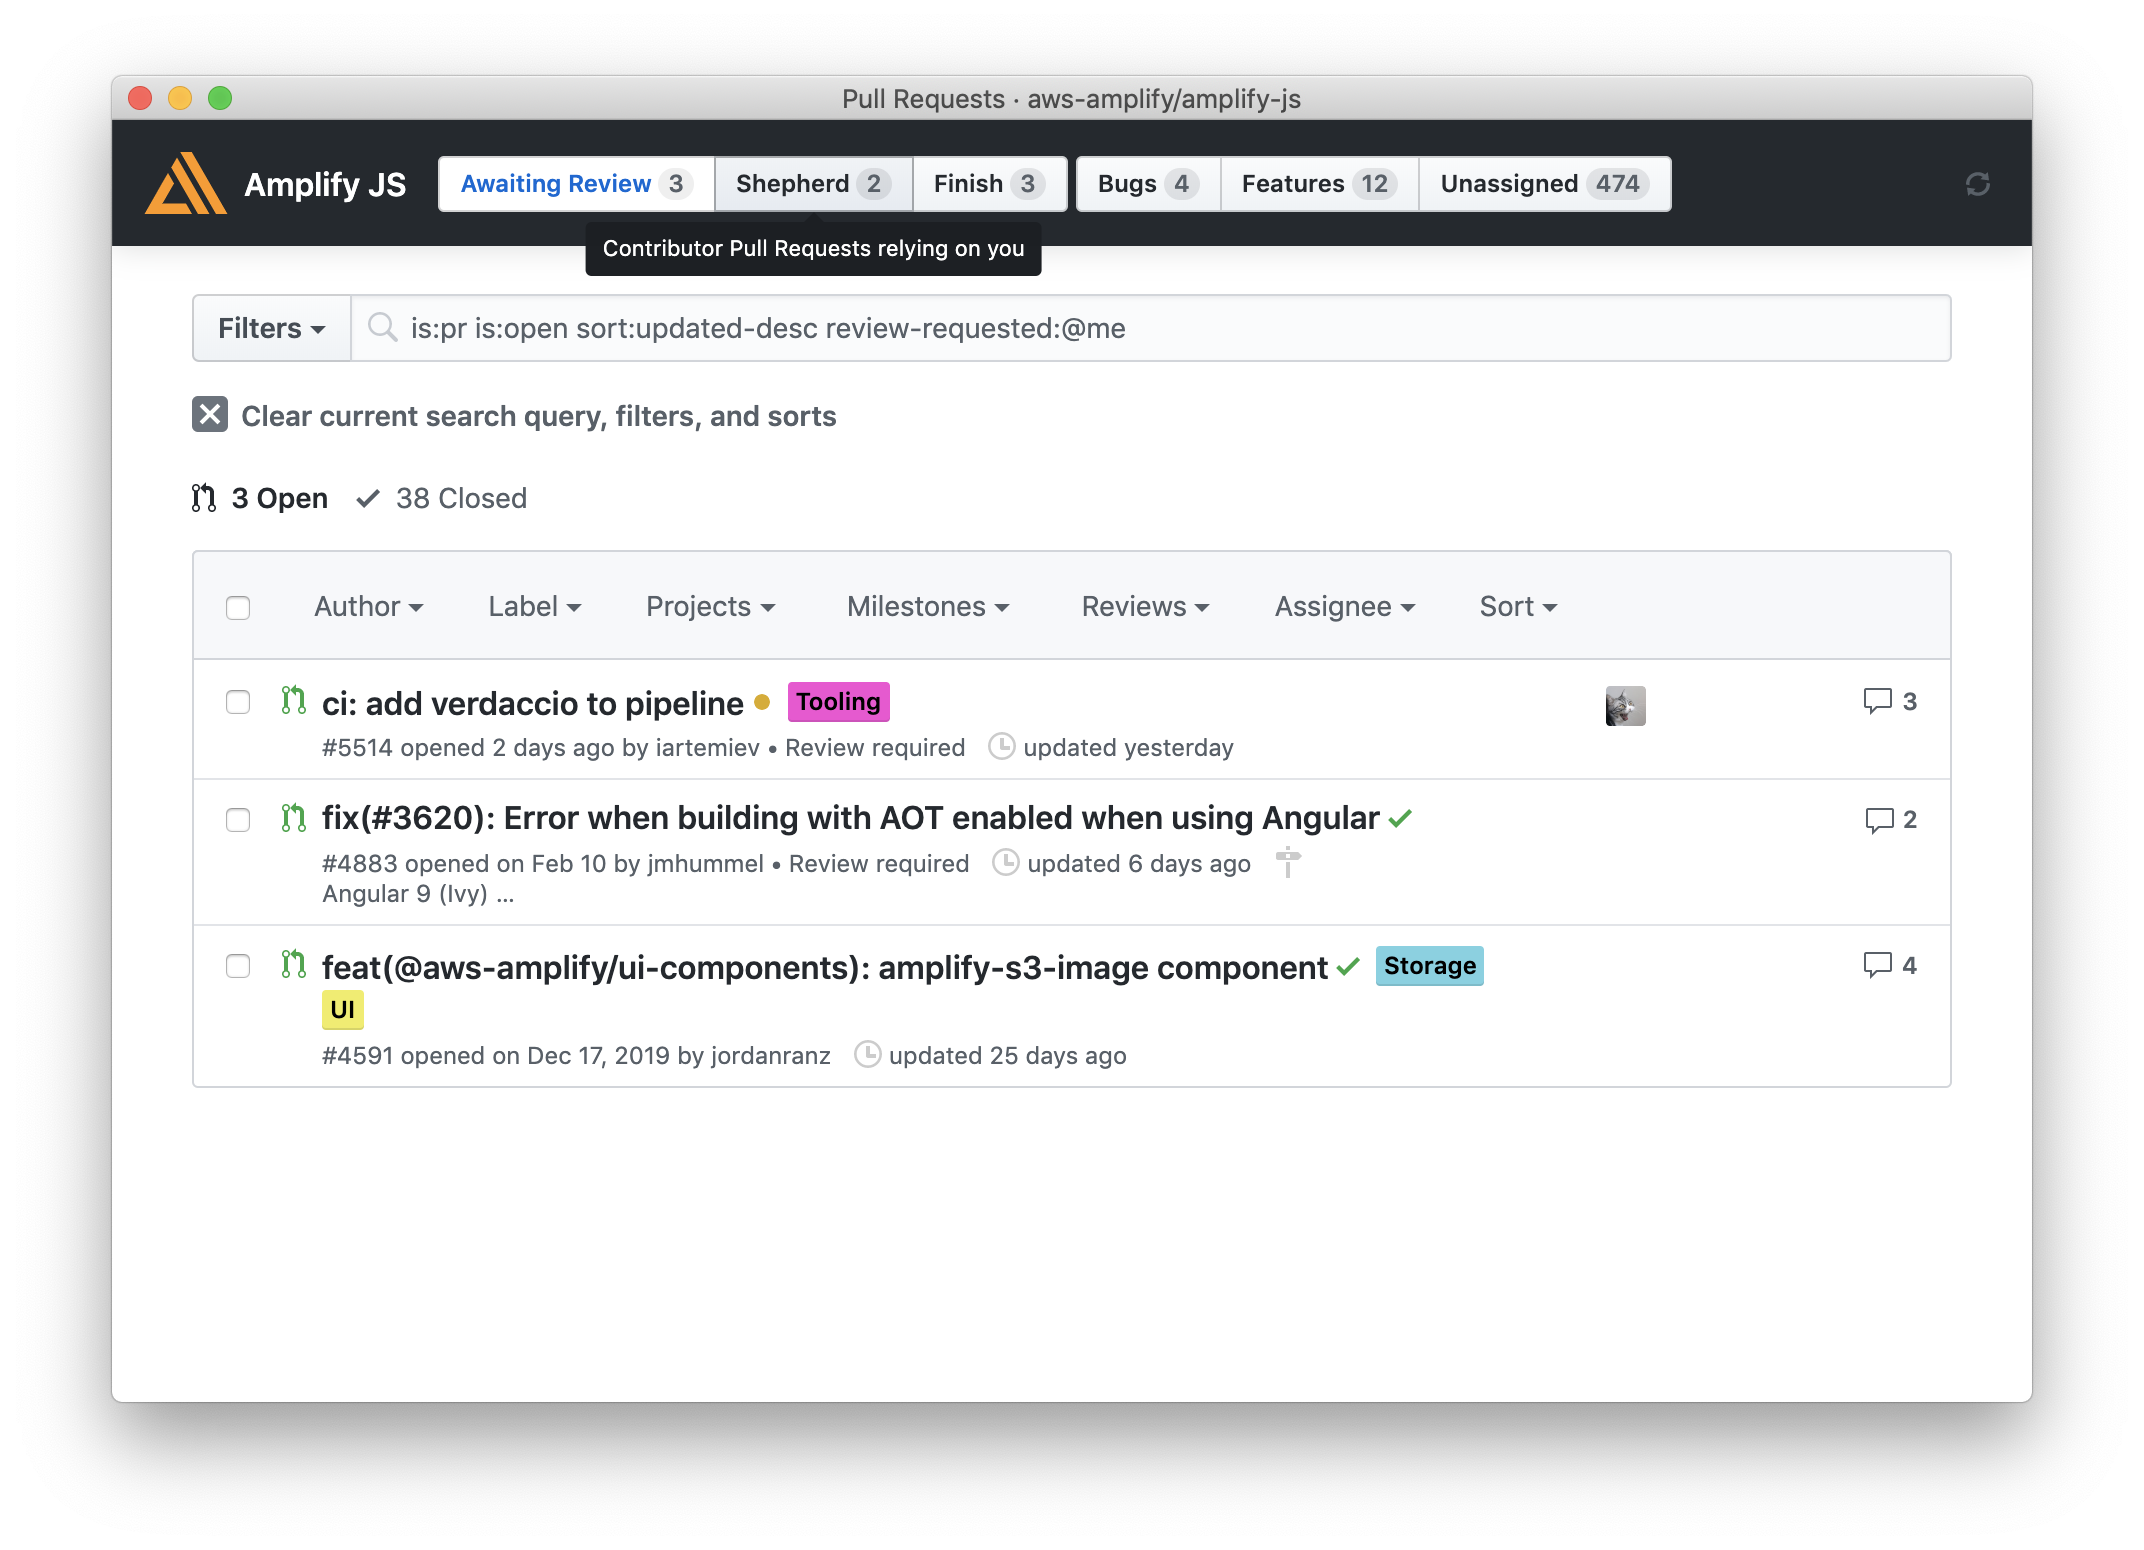 Pull Requests · aws-amplify/amplify-js
Amplify JS Awaiting Review 3 Shepherd 2 Finish 3 Bugs 4 Features 12 Unassigned 474
Contributor Pull Requests relying on you
Filters is:pr is:open sort:updated-desc review-requested:@me
Clear current search query, filters, and sorts
3 Open 38 Closed
Author Label Projects Milestones Reviews Assignee Sort
ci: add verdaccio to pipeline Tooling 3
#5514 opened 2 days ago by iartemiev • Review required updated yesterday
fix(#3620): Error when building with AOT enabled when using Angular 2
#4883 opened on Feb 10 by jmhummel • Review required updated 6 days ago
Angular 9 (Ivy) ...
feat(@aws-amplify/ui-components): amplify-s3-image component Storage 4
UI
#4591 opened on Dec 17, 2019 by jordanranz updated 25 days ago